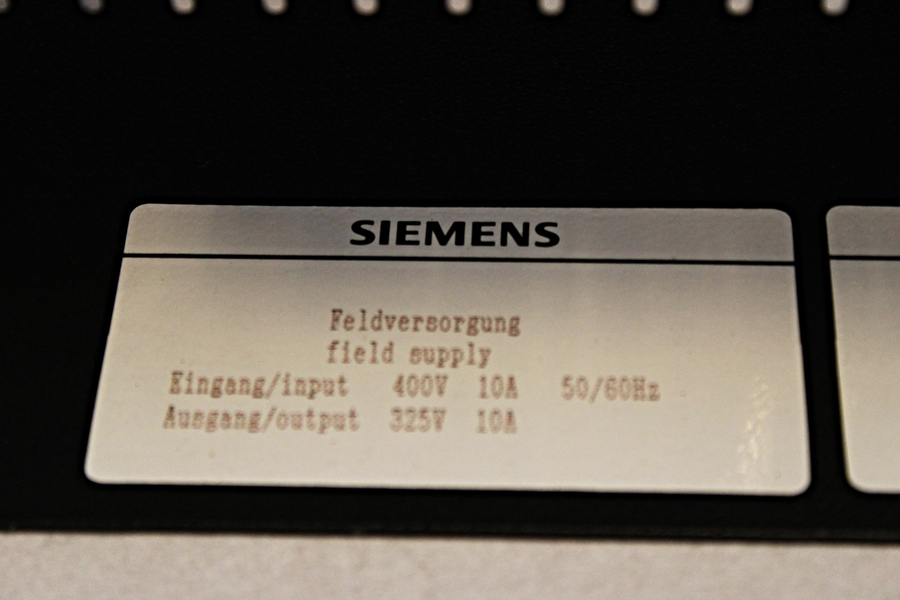 SIEMENS
Feldversorgung
field supply
Eingang/input 400V 10A 50/60Hz
Ausgang/output 325V 10A